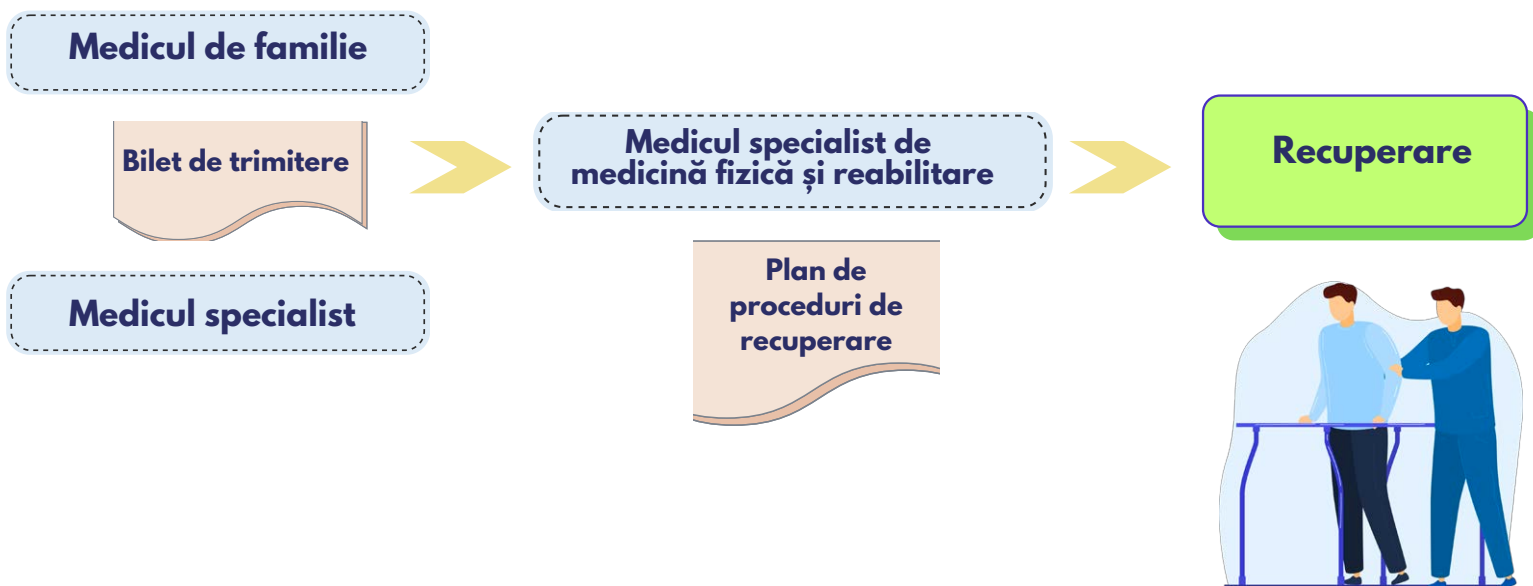 Medicul de familie
Bilet de trimitere
Medicul specialist
Medicul specialist de
medicină fizică și reabilitare
Plan de
proceduri de
recuperare
Recuperare